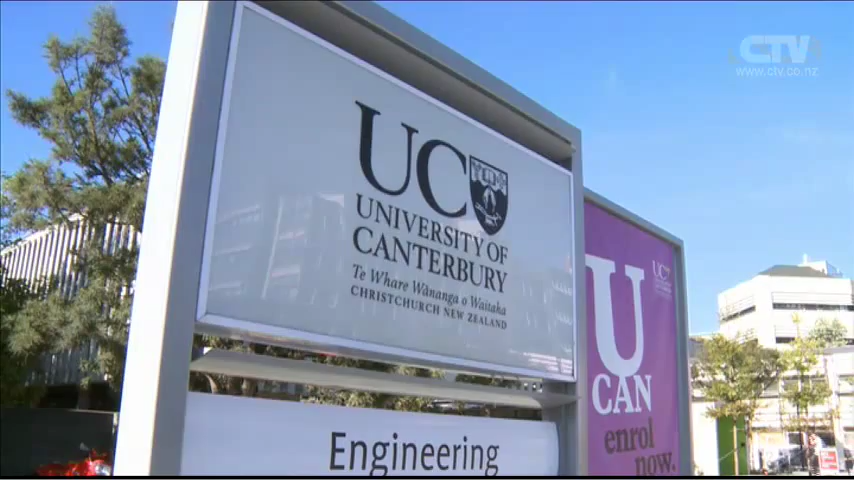 CTV
www.ctv.co.nz
UC
UNIVERSITY OF
CANTERBURY
Te Whare Wānanga o Waitaha
CHRISTCHURCH NEW ZEALAND
Engineering
UC
U
CAN
enrol
now.